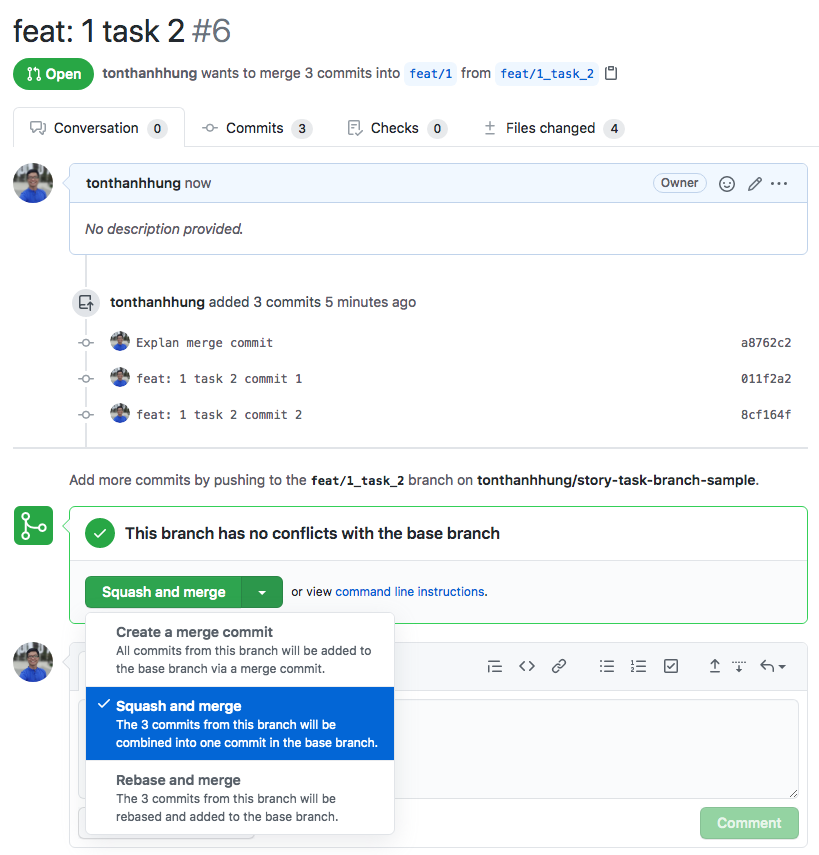 feat: 1 task 2 #6
Open tonthanhhung wants to merge 3 commits into feat/1 from feat/1_task_2
Conversation 0 Commits 3 Checks 0 Files changed 4
tonthanhhung now Owner
No description provided.
tonthanhhung added 3 commits 5 minutes ago
Explan merge commit a8762c2
feat: 1 task 2 commit 1 011f2a2
feat: 1 task 2 commit 2 8cf164f
Add more commits by pushing to the feat/1_task_2 branch on tonthanhhung/story-task-branch-sample.
This branch has no conflicts with the base branch
Squash and merge or view command line instructions.
Create a merge commit
All commits from this branch will be added to
the base branch via a merge commit.
Squash and merge
The 3 commits from this branch will be
combined into one commit in the base branch.
Rebase and merge
The 3 commits from this branch will be
rebased and added to the base branch.
Comment